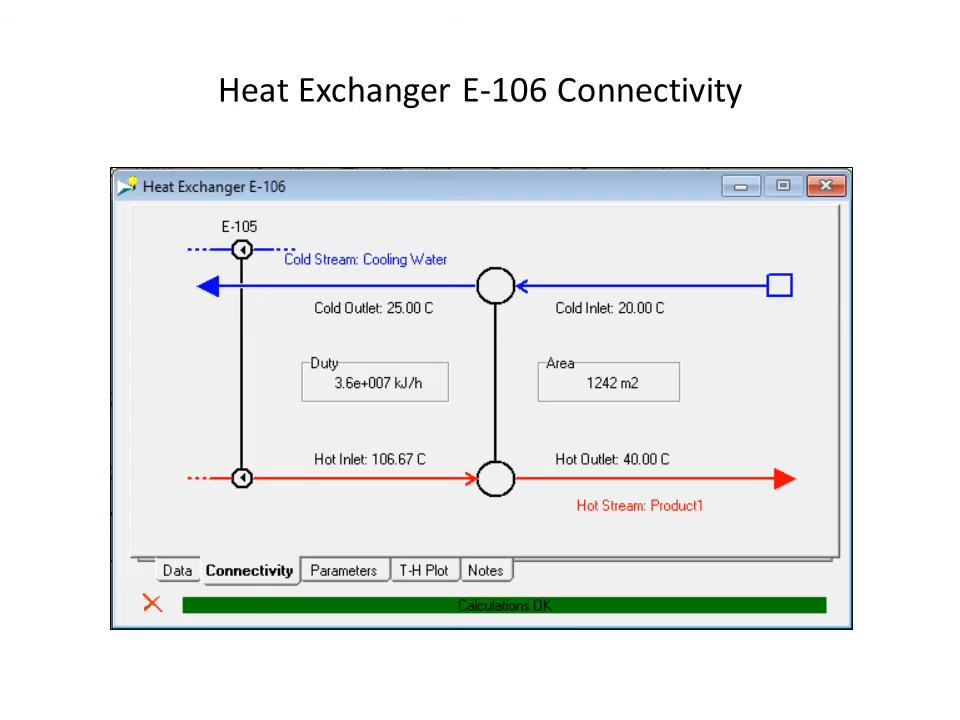 Heat Exchanger E-106 Connectivity
Heat Exchanger E-106
E-105
Cold Stream: Cooling Water
Cold Outlet: 25.00 C
Cold Inlet: 20.00 C
Duty
3.6e+007 kJ/h
Area
1242 m2
Hot Inlet: 106.67 C
Hot Outlet: 40.00 C
Hot Stream: Product1
Data Connectivity Parameters T-H Plot Notes
Calculations OK